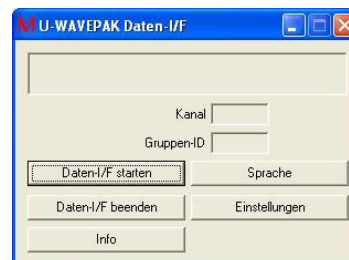 M U-WAVEPAK Daten-I/F
Kanal
Gruppen-ID
Daten-I/F starten Sprache
Daten-I/F beenden Einstellungen
Info